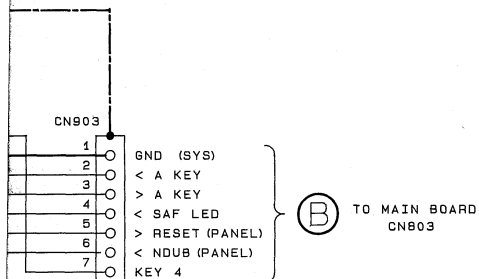 CN903
1 GND (SYS)
2 < A KEY
3 > A KEY
4 < SAF LED
5 > RESET (PANEL)
6 < NDUB (PANEL)
7 KEY 4
B
TO MAIN BOARD
CN803